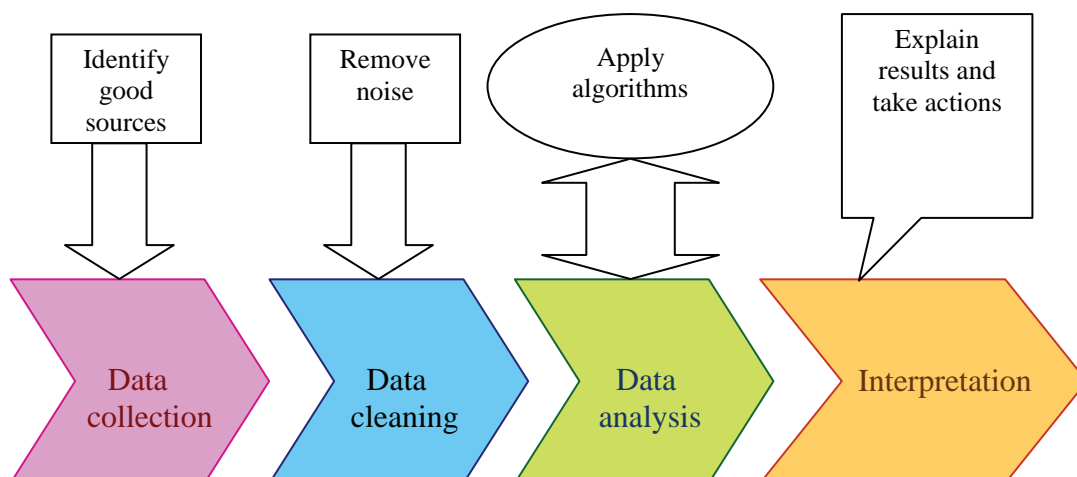 Identify
good
sources
Remove
noise
Apply
algorithms
Explain
results and
take actions
Data
collection
Data
cleaning
Data
analysis
Interpretation